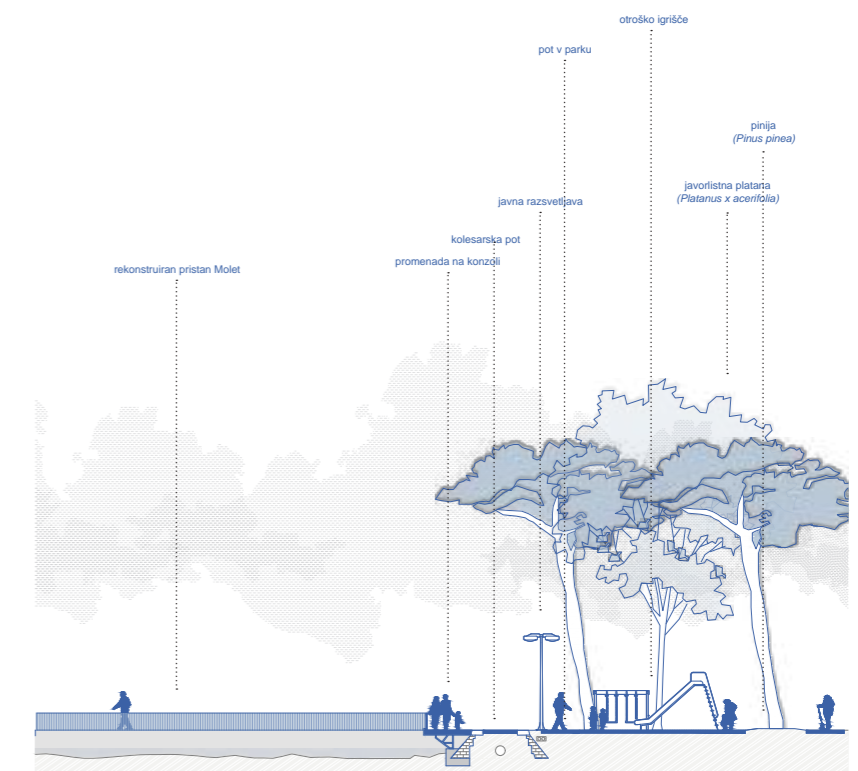 otroško igrišče
pot v parku
pinija
(Pinus pinea)
javorlistna platana
(Platanus x acerifolia)
javna razsvetljava
kolesarska pot
promenada na konzoli
rekonstruiran pristan Molet